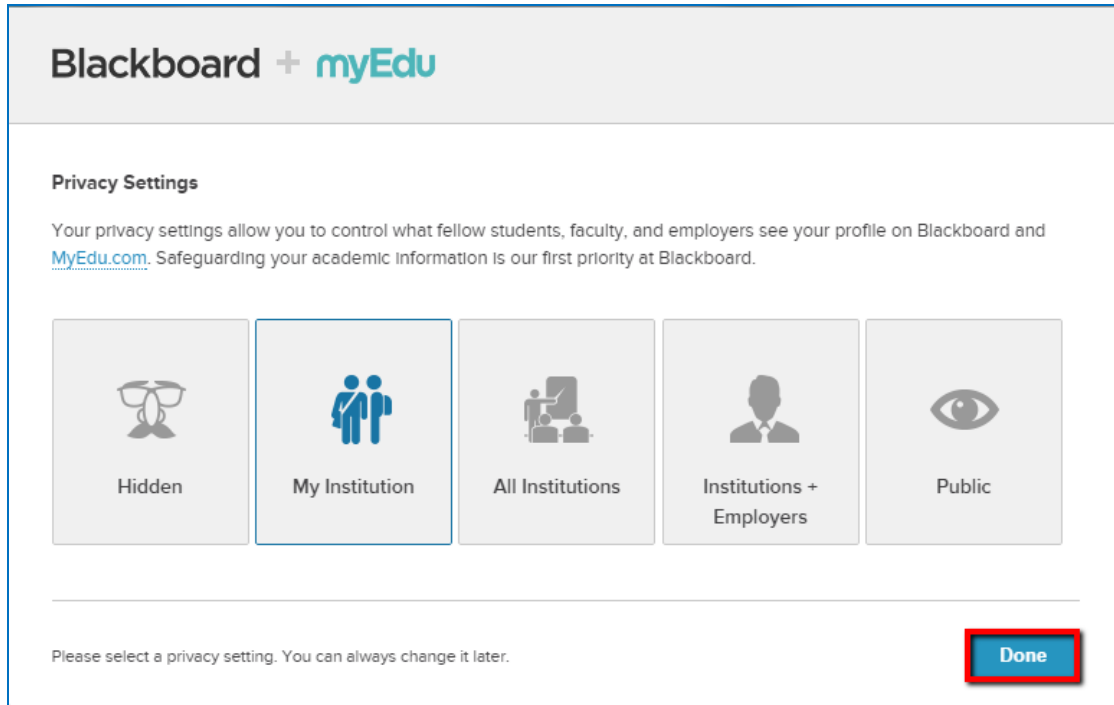 Blackboard + myEdu
Privacy Settings
Your privacy settings allow you to control what fellow students, faculty, and employers see your profile on Blackboard and
MyEdu.com. Safeguarding your academic information is our first priority at Blackboard.
Hidden
My Institution
All Institutions
Institutions +
Employers
Public
Please select a privacy setting. You can always change it later.
Done